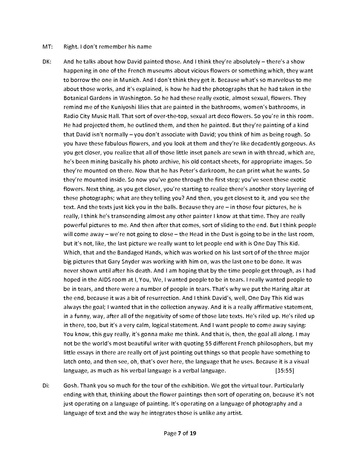 MT: Right. I don't remember his name
DK: And he talks about how David painted those. And I think they're absolutely – there's a show
happening in one of the French museums about vicious flowers or something which, they want
to borrow the one in Munich. And I don't think they get it. Because what's so marvelous to me
about those works, and it's explained, is how he had the photographs that he had taken in the
Botanical Gardens in Washington. So he had these really exotic, almost sexual, flowers. They
remind me of the Kuniyoshi lilies that are painted in the bathrooms, women's bathrooms, in
Radio City Music Hall. That sort of over-the-top, sexual art deco flowers. So you're in this room.
He had projected them, he outlined them, and then he painted. But they're painting of a kind
that David isn't normally – you don't associate with David; you think of him as being rough. So
you have these fabulous flowers, and you look at them and they're like decadently gorgeous. As
you get closer, you realize that all of those little inset panels are sewn in with thread, which are,
he's been mining basically his photo archive, his old contact sheets, for appropriate images. So
they're mounted on there. Now that he has Peter's darkroom, he can print what he wants. So
they're mounted inside. So now you've gone through the first step; you've seen those exotic
flowers. Next thing, as you get closer, you're starting to realize there's another story layering of
these photographs; what are they telling you? And then, you get closest to it, and you see the
text. And the texts just kick you in the balls. Because they are – in those four pictures, he is
really, I think he's transcending almost any other painter I know at that time. They are really
powerful pictures to me. And then after that comes, sort of sliding to the end. But I think people
will come away – we're not going to close – the Head in the Dust is going to be in the last room,
but it's not, like, the last picture we really want to let people end with is One Day This Kid.
Which, that and the Bandaged Hands, which was worked on his last sort of of the three major
big pictures that Gary Snyder was working with him on, was the last one to be done. It was
never shown until after his death. And I am hoping that by the time people get through, as I had
hoped in the AIDS room at I, You, We, I wanted people to be in tears. I really wanted people to
be in tears, and there were a number of people in tears. That's why we put the Haring altar at
the end, because it was a bit of resurrection. And I think David's, well, One Day This Kid was
always the goal; I wanted that in the collection anyway. And it is a really affirmative statement,
in a funny, way, after all of the negativity of some of those late texts. He's riled up. He's riled up
in there, too, but it's a very calm, logical statement. And I want people to come away saying:
You know, this guy really, it's gonna make me think. And that is, then, the goal all along. I may
not be the world's most beautiful writer with quoting 55 different French philosophers, but my
little essays in there are really ort of just pointing out things so that people have something to
latch onto, and then see, oh, that's over here, the language that he uses. Because it is a visual
language, as much as his verbal language is a verbal language. [15:55]
Di: Gosh. Thank you so much for the tour of the exhibition. We got the virtual tour. Particularly
ending with that, thinking about the flower paintings then sort of operating on, because it's not
just operating on a language of painting. It's operating on a language of photography and a
language of text and the way he integrates those is unlike any artist.
Page 7 of 19